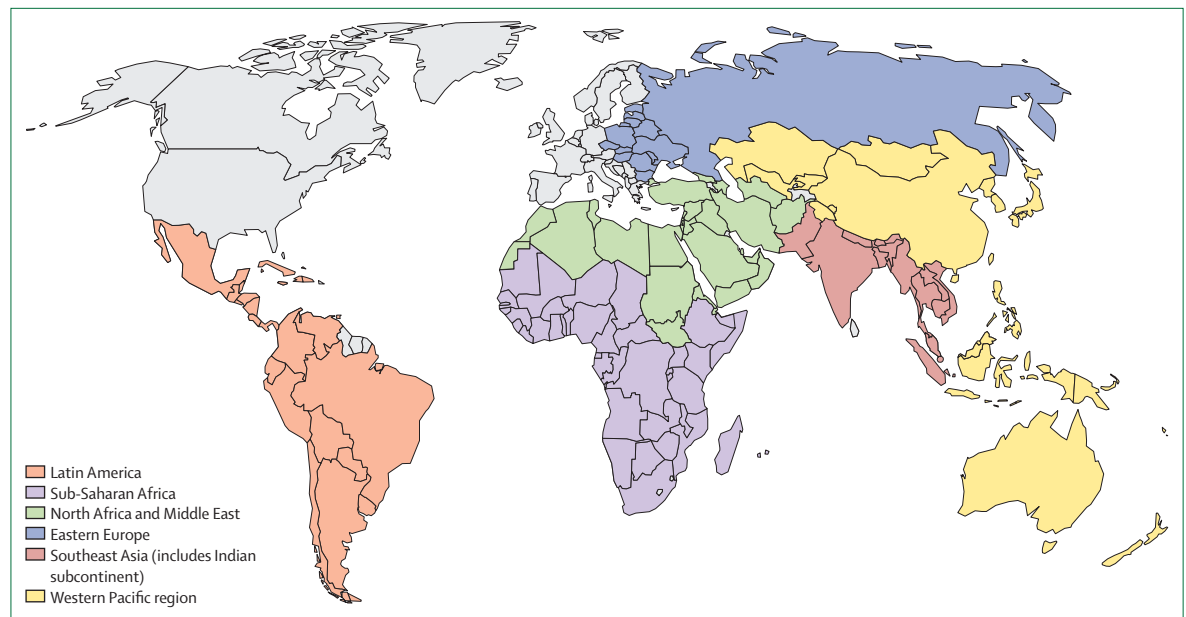 Latin America
Sub-Saharan Africa
North Africa and Middle East
Eastern Europe
Southeast Asia (includes Indian
subcontinent)
Western Pacific region